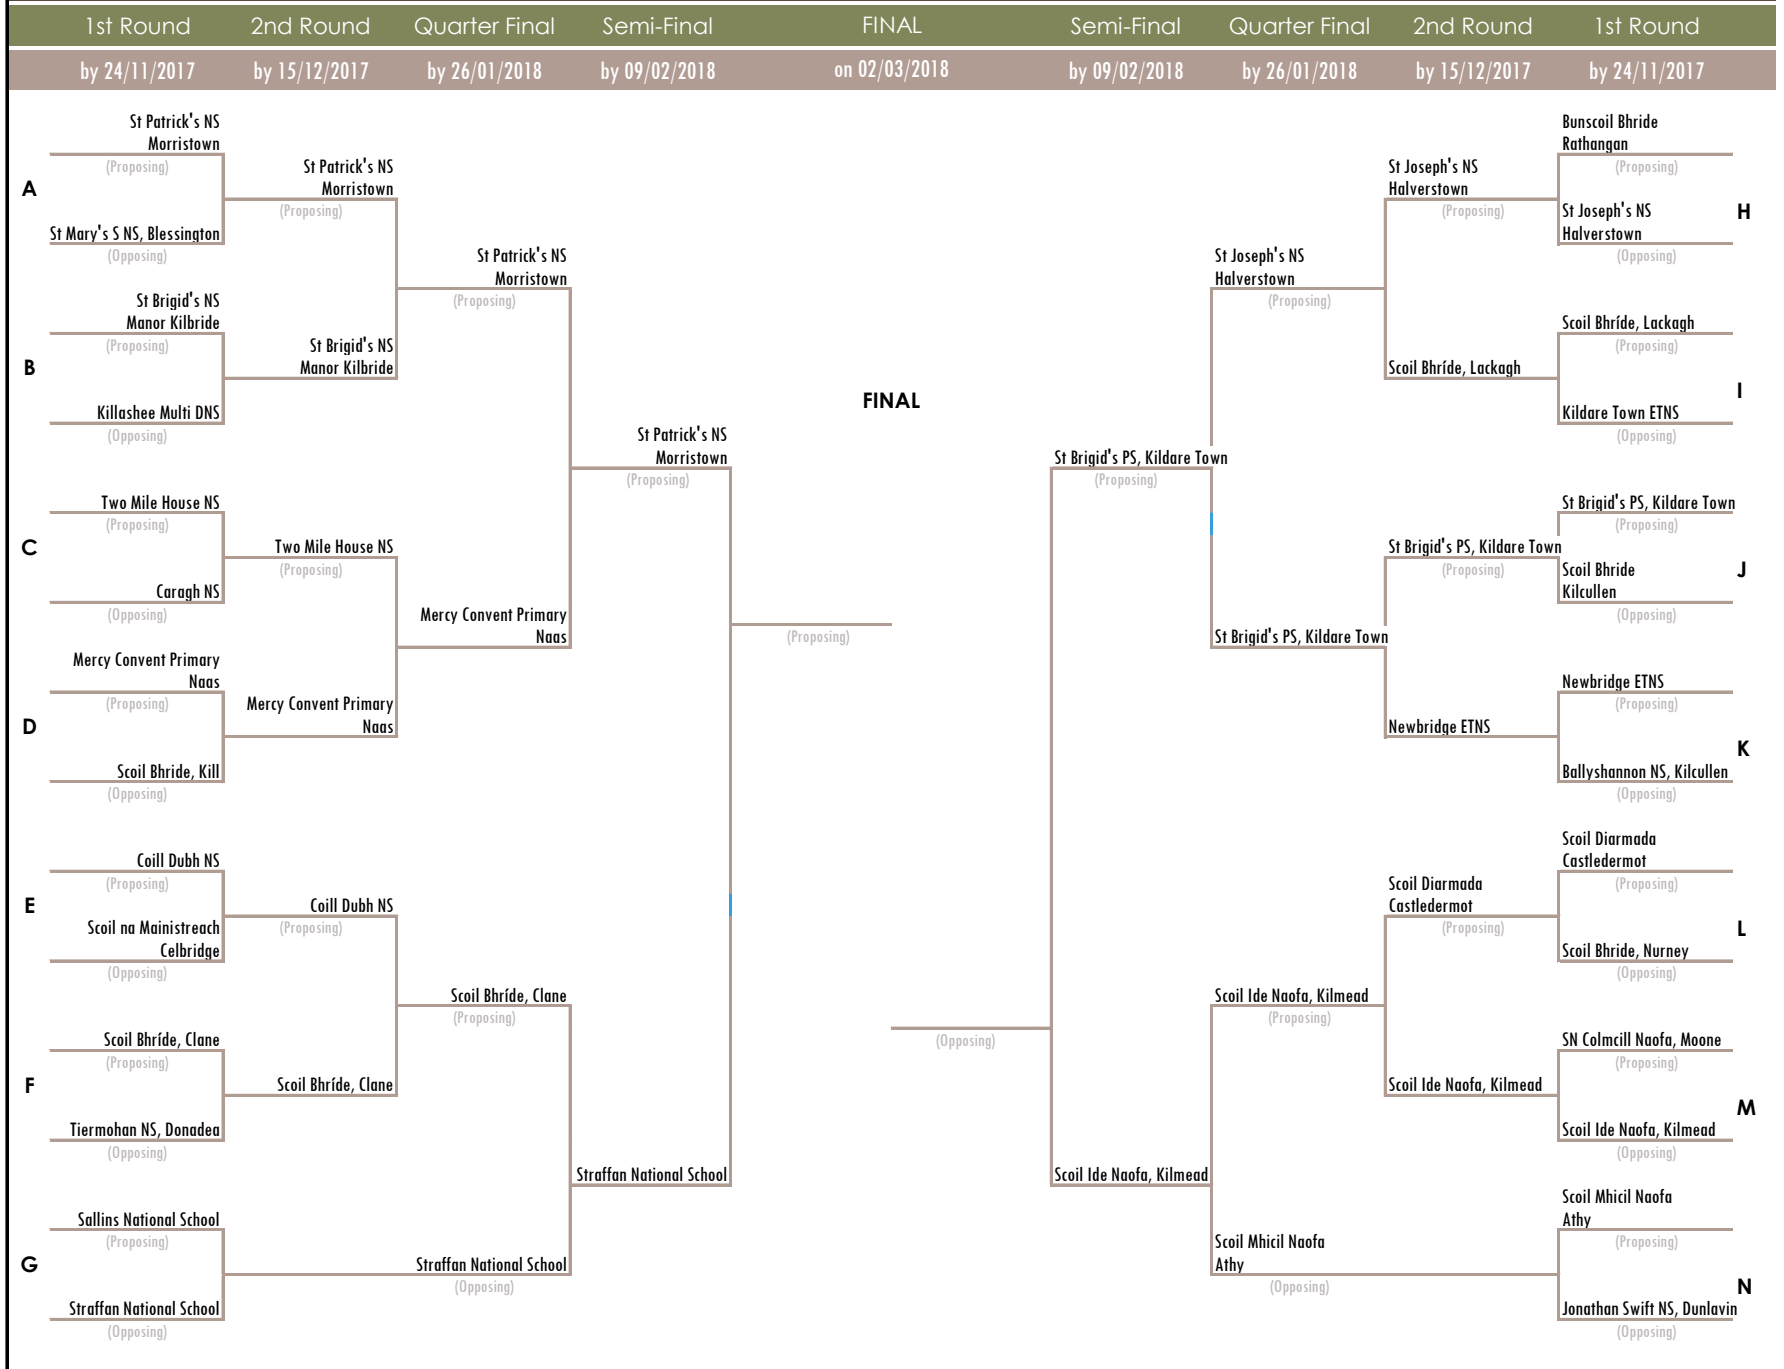 1st Round 2nd Round Quarter Final Semi-Final FINAL Semi-Final Quarter Final 2nd Round 1st Round
by 24/11/2017 by 15/12/2017 by 26/01/2018 by 09/02/2018 on 02/03/2018 by 09/02/2018 by 26/01/2018 by 15/12/2017 by 24/11/2017
St Patrick's NS
Morristown
(Proposing)
A
St Mary's S NS, Blessington
(Opposing)
St Brigid's NS
Manor Kilbride
(Proposing)
B
Killashee Multi DNS
(Opposing)
Two Mile House NS
(Proposing)
C
Caragh NS
(Opposing)
Mercy Convent Primary
Naas
(Proposing)
D
Scoil Bhride, Kill
(Opposing)
Coill Dubh NS
(Proposing)
E
Scoil na Mainistreach
Celbridge
(Opposing)
Scoil Bhríde, Clane
(Proposing)
F
Tiermohan NS, Donadea
(Opposing)
Sallins National School
(Proposing)
G
Straffan National School
(Opposing)
St Patrick's NS
Morristown
(Proposing)
St Brigid's NS
Manor Kilbride
Two Mile House NS
(Proposing)
Mercy Convent Primary
Naas
Coill Dubh NS
(Proposing)
Scoil Bhríde, Clane
St Patrick's NS
Morristown
(Proposing)
Mercy Convent Primary
Naas
Scoil Bhríde, Clane
(Proposing)
Straffan National School
(Opposing)
St Patrick's NS
Morristown
(Proposing)
Straffan National School
FINAL
(Proposing)
(Opposing)
St Brigid's PS, Kildare Town
(Proposing)
Scoil Ide Naofa, Kilmead
St Joseph's NS
Halverstown
(Proposing)
St Brigid's PS, Kildare Town
Scoil Ide Naofa, Kilmead
(Proposing)
Scoil Mhicil Naofa
Athy
(Opposing)
St Joseph's NS
Halverstown
(Proposing)
Scoil Bhríde, Lackagh
St Brigid's PS, Kildare Town
(Proposing)
Newbridge ETNS
Scoil Diarmada
Castledermot
(Proposing)
Scoil Ide Naofa, Kilmead
Bunscoil Bhride
Rathangan
(Proposing)
St Joseph's NS
Halverstown
H
(Opposing)
Scoil Bhríde, Lackagh
(Proposing)
I
Kildare Town ETNS
(Opposing)
St Brigid's PS, Kildare Town
(Proposing)
Scoil Bhride
Kilcullen
J
(Opposing)
Newbridge ETNS
(Proposing)
K
Ballyshannon NS, Kilcullen
(Opposing)
Scoil Diarmada
Castledermot
(Proposing)
L
Scoil Bhride, Nurney
(Opposing)
SN Colmcill Naofa, Moone
(Proposing)
M
Scoil Ide Naofa, Kilmead
(Opposing)
Scoil Mhicil Naofa
Athy
(Proposing)
N
Jonathan Swift NS, Dunlavin
(Opposing)